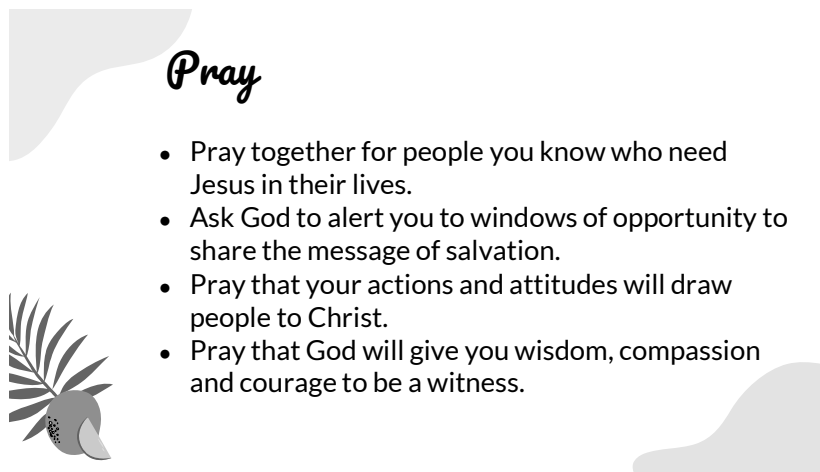 Pray
● Pray together for people you know who need
Jesus in their lives.
● Ask God to alert you to windows of opportunity to
share the message of salvation.
● Pray that your actions and attitudes will draw
people to Christ.
● Pray that God will give you wisdom, compassion
and courage to be a witness.